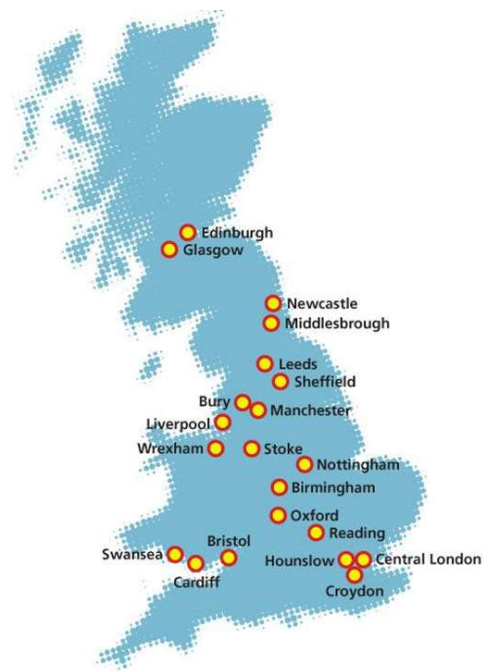 Edinburgh
Glasgow
Newcastle
Middlesbrough
Leeds
Sheffield
Bury
Manchester
Liverpool
Wrexham
Stoke
Nottingham
Birmingham
Oxford
Reading
Bristol
Swansea
Hounslow
Central London
Cardiff
Croydon